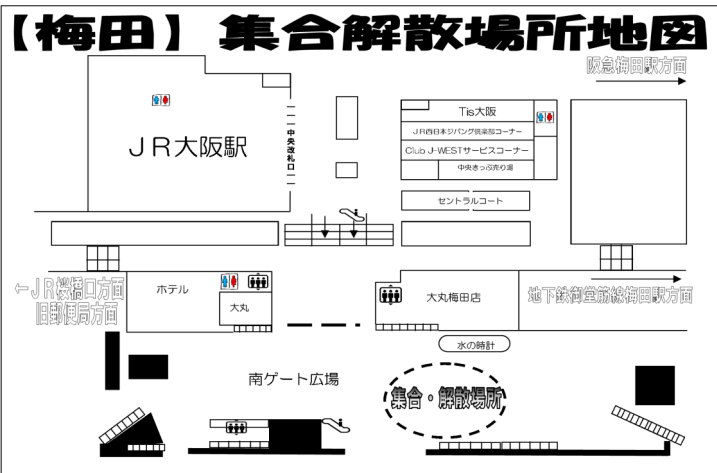 【梅田】集合解散場所地図
阪急梅田駅方面
JR大阪駅
中央改札口
Tis大阪
JR西日本ジパング倶楽部コーナー
Club J-WESTサービスコーナー
中央きっぷ売り場
セントラルコート
←JR桜橋口方面
旧郵便局方面
ホテル
大丸
大丸梅田店
地下鉄御堂筋線梅田駅方面
水の時計
南ゲート広場
集合・解散場所